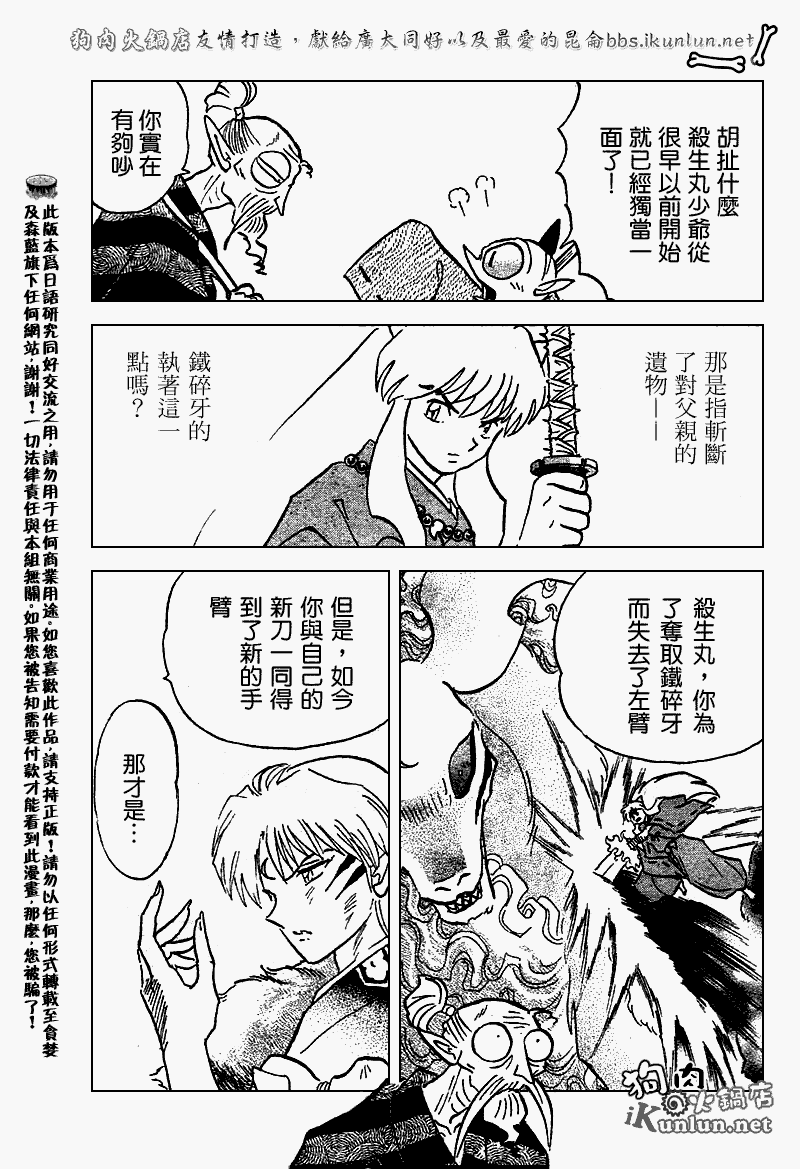 狗肉火鍋店友情打造，獻給廣大同好以及最愛的昆侖bbs.ikunlun.net
胡扯什麼
殺生丸少爺從
很早以前開始
就已經獨當一
面了！
你實在
有夠吵
那是指斬斷
了對父親的
遺物——
鐵碎牙的
執著這一
點嗎？
殺生丸，你為
了奪取鐵碎牙
而失去了左臂
但是，如今
你與自己的
新刀一同得
到了新的手
臂
那才是…
此版本爲日語研究同好交流之用，請勿用于任何商業用途。如您喜歡此作品，請支持正版！請勿以任何形式轉載至貪婪
及森藍旗下任何網站，謝謝！一切法律責任與本組無關。如果您被告知需要付款才能看到此漫畫，那麼，您被騙了！
狗肉
火鍋店
iKunlun.net